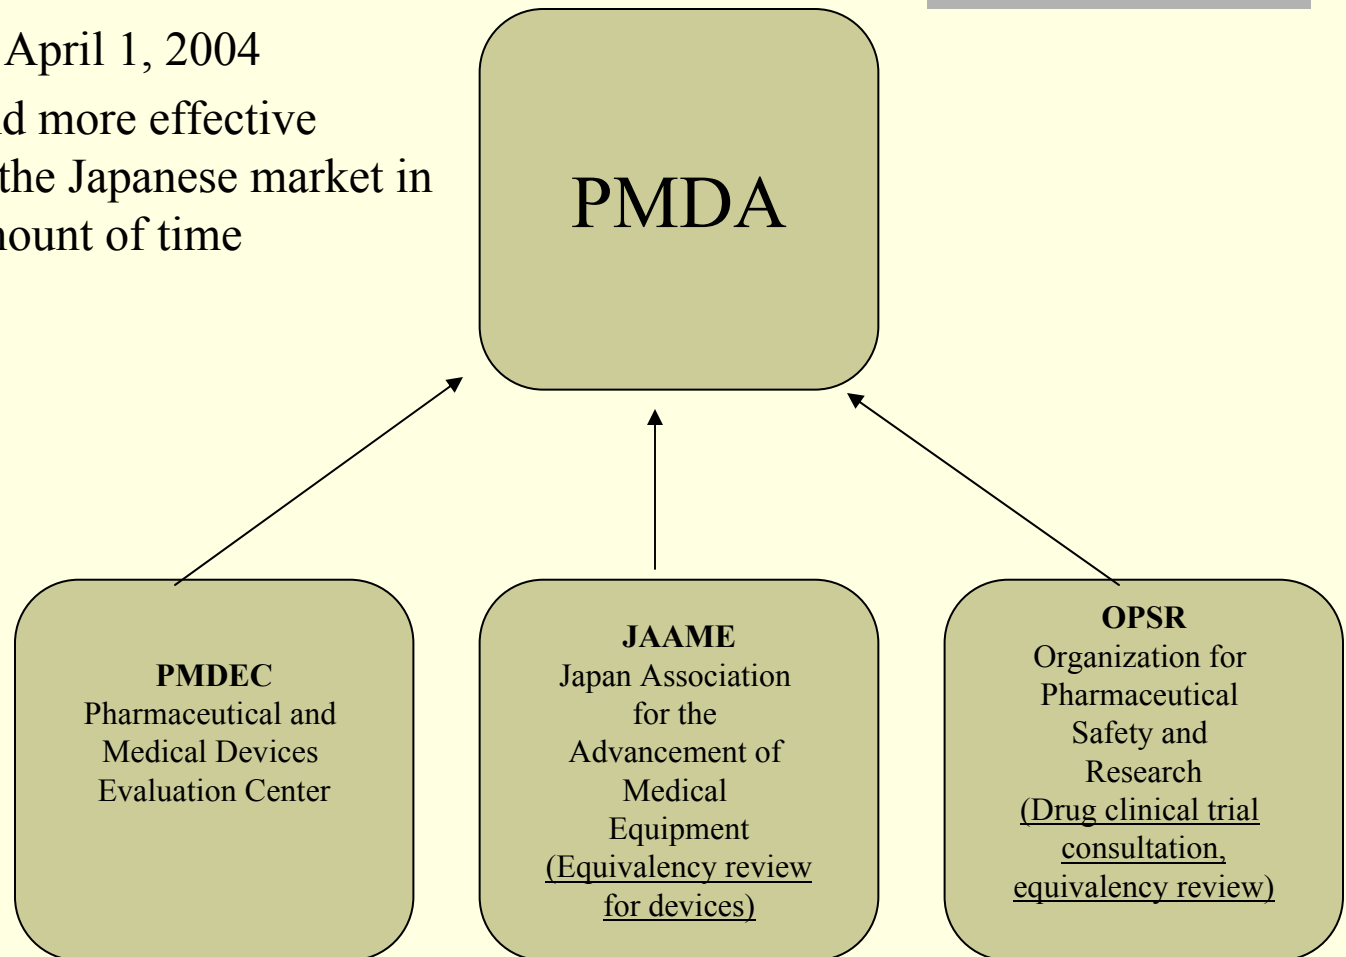 April 1, 2004
more effective
the Japanese market in
of time
PMDA
PMDEC
Pharmaceutical and
Medical Devices
Evaluation Center
JAAME
Japan Association
for the
Advancement of
Medical
Equipment
(Equivalency review
for devices)
OPSR
Organization for
Pharmaceutical
Safety and
Research
(Drug clinical trial
consultation,
equivalency review)